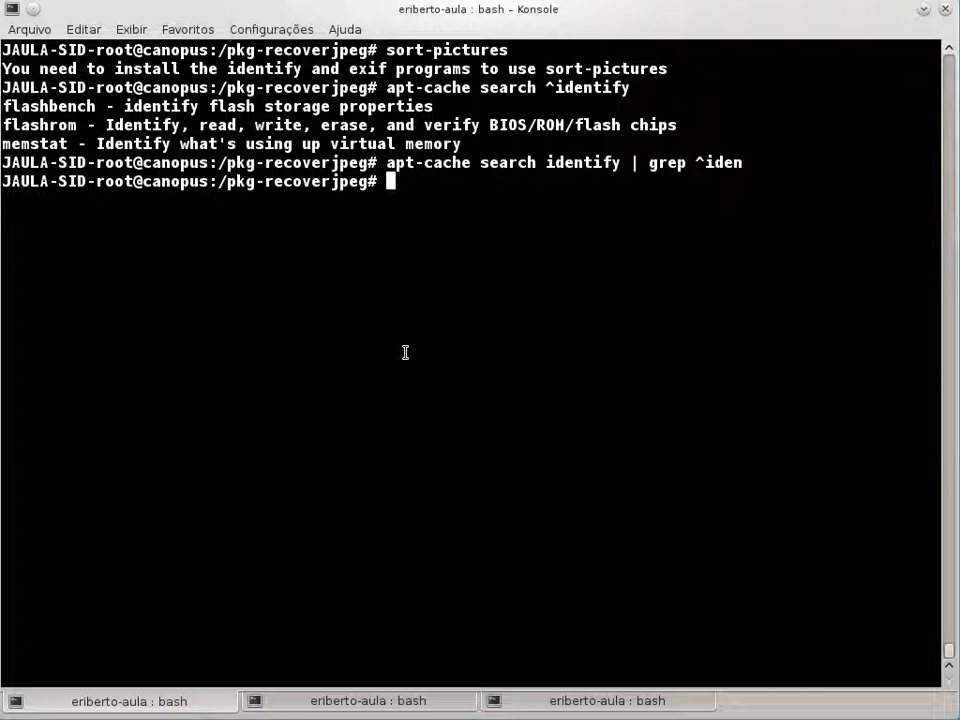 eriberto-aula : bash – Konsole
Arquivo Editar Exibir Favoritos Configurações Ajuda
JAULA-SID-root@canopus:/pkg-recoverjpeg# sort-pictures
You need to install the identify and exif programs to use sort-pictures
JAULA-SID-root@canopus:/pkg-recoverjpeg# apt-cache search ^identify
flashbench - identify flash storage properties
flashrom - Identify, read, write, erase, and verify BIOS/ROM/flash chips
memstat - Identify what's using up virtual memory
JAULA-SID-root@canopus:/pkg-recoverjpeg# apt-cache search identify | grep ^iden
JAULA-SID-root@canopus:/pkg-recoverjpeg#
eriberto-aula : bash eriberto-aula : bash eriberto-aula : bash